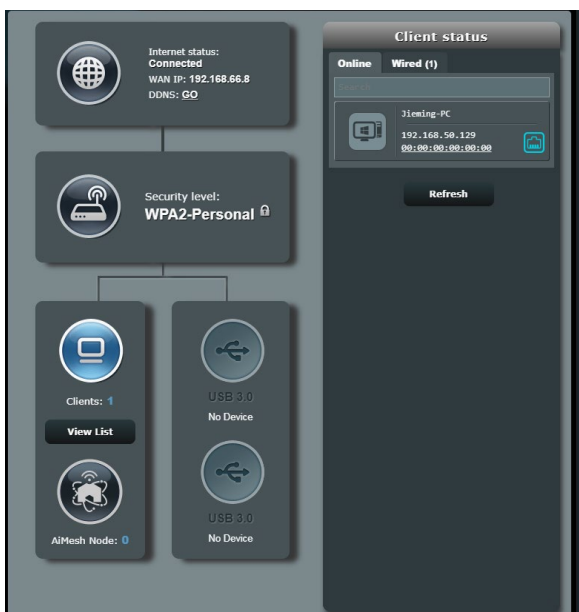 Internet status:
Connected
WAN IP: 192.168.66.8
DDNS: GO
Security level:
WPA2-Personal
Clients: 1
View List
AiMesh Node: 0
USB 3.0
No Device
USB 3.0
No Device
Client status
Online Wired (1)
Search
Jieming-PC
192.168.50.129
00:00:00:00:00:00
Refresh